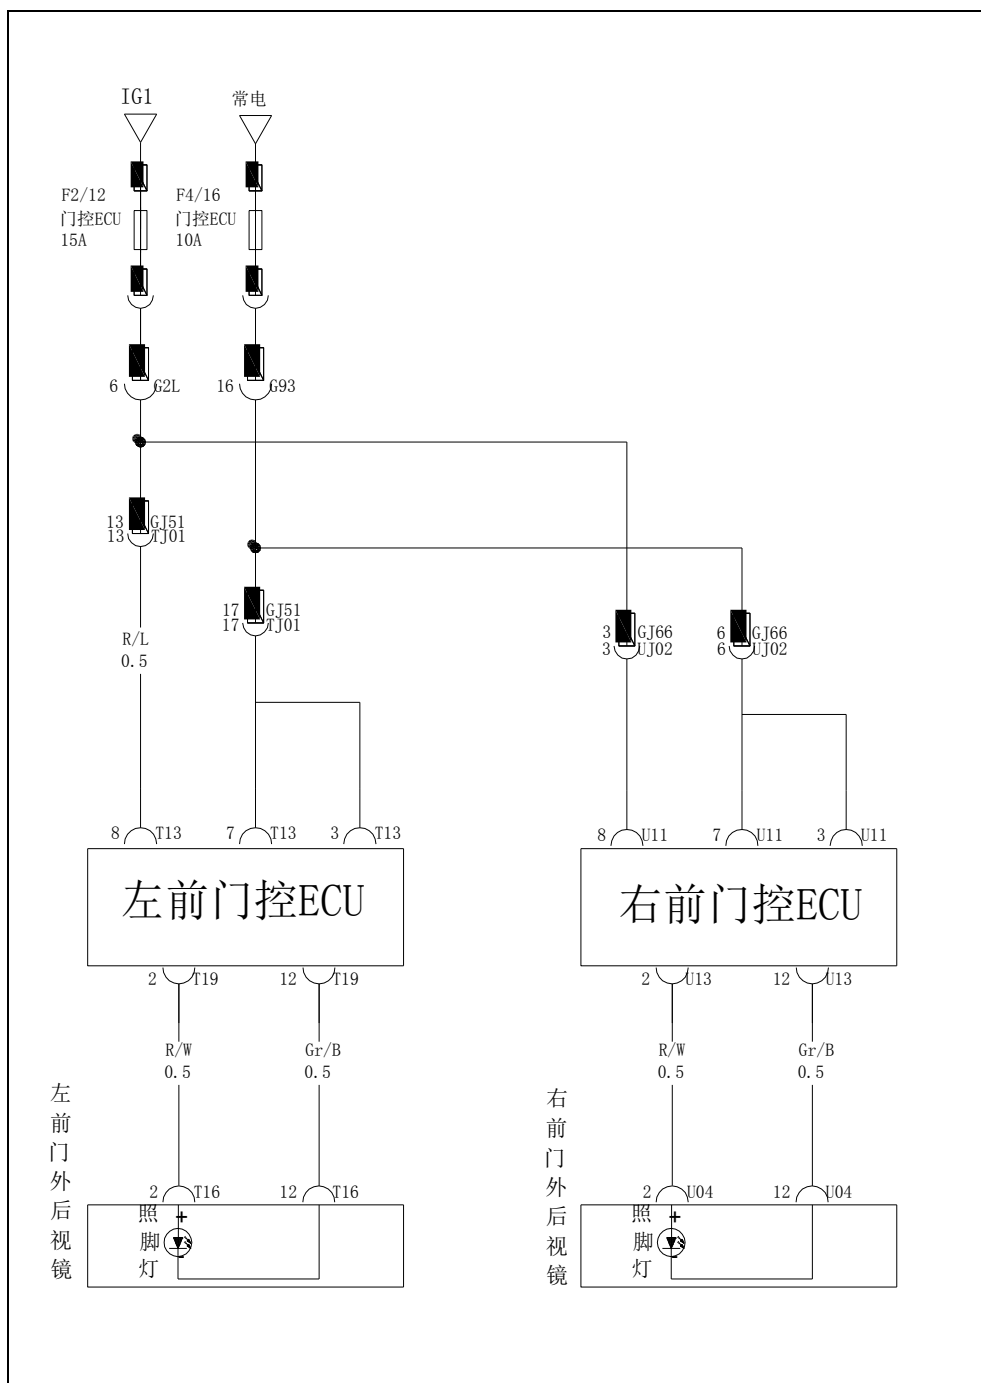 IG1
常电
F2/12
门控ECU
15A
F4/16
门控ECU
10A
6 G2L
16 G93
13 GJ51
13 TJ01
17 GJ51
17 TJ01
3 GJ66
3 UJ02
6 GJ66
6 UJ02
R/L
0.5
8 T13
7 T13
3 T13
8 U11
7 U11
3 U11
左前门控ECU
右前门控ECU
2 T19
12 T19
2 U13
12 U13
R/W
0.5
Gr/B
0.5
R/W
0.5
Gr/B
0.5
左前门外后视镜
2 T16
12 T16
照脚灯
+
-
右前门外后视镜
2 U04
12 U04
照脚灯
+
-